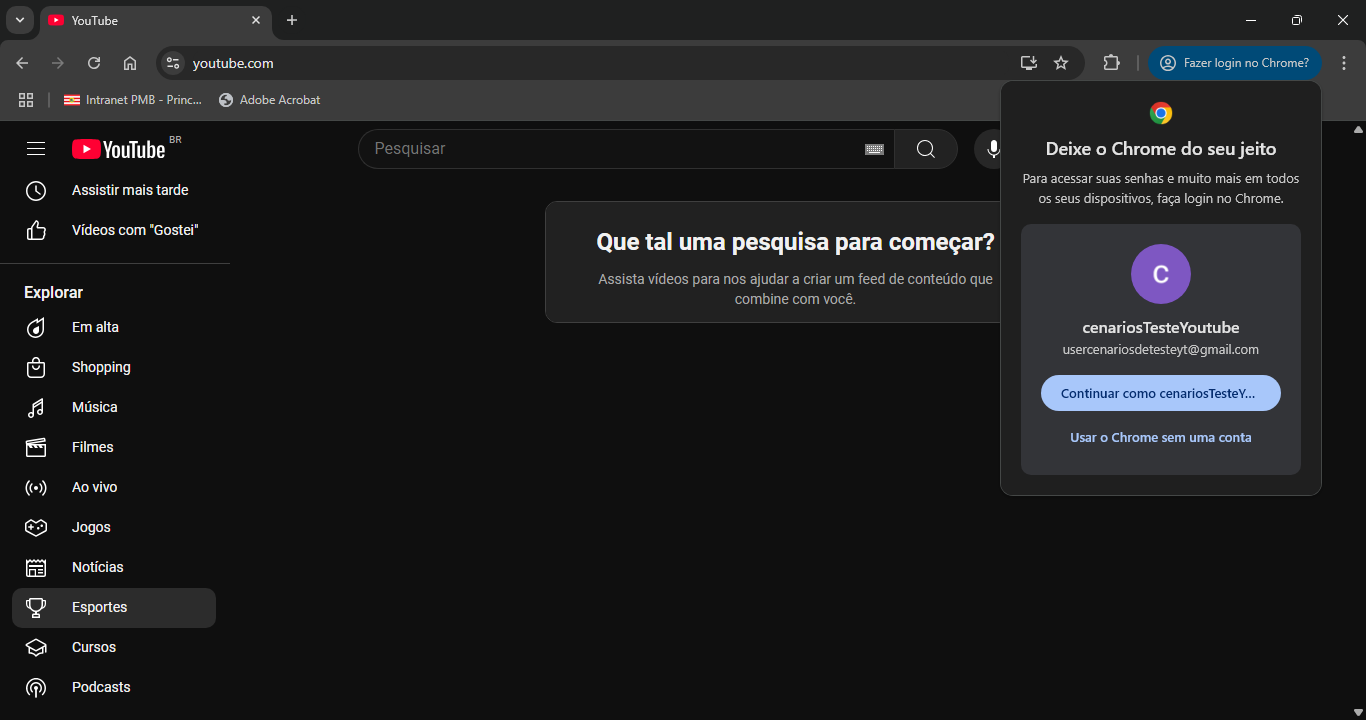 YouTube
youtube.com
Fazer login no Chrome?
Intranet PMB - Princ...
Adobe Acrobat
YouTube BR
Pesquisar
Assistir mais tarde
Vídeos com "Gostei"
Explorar
Em alta
Shopping
Música
Filmes
Ao vivo
Jogos
Notícias
Esportes
Cursos
Podcasts
Que tal uma pesquisa para começar?
Assista vídeos para nos ajudar a criar um feed de conteúdo que
combine com você.
Deixe o Chrome do seu jeito
Para acessar suas senhas e muito mais em todos
os seus dispositivos, faça login no Chrome.
C
cenariosTesteYoutube
usercenariosdetesteyt@gmail.com
Continuar como cenariosTesteY...
Usar o Chrome sem uma conta